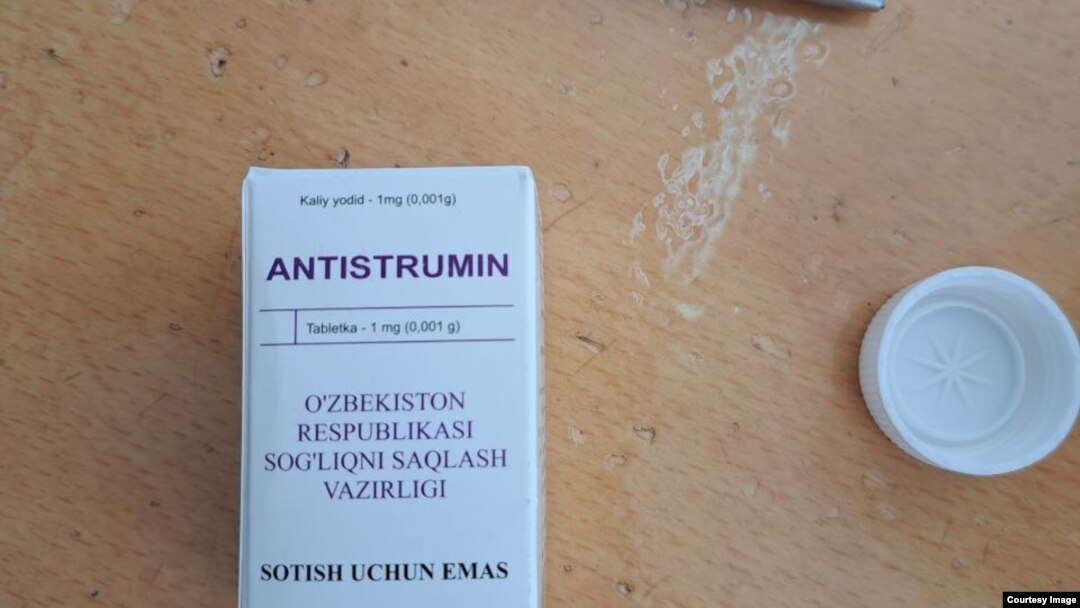 Kaliy yodid - 1mg (0,001g)
ANTISTRUMIN
Tabletka - 1 mg (0,001 g)
O'ZBEKISTON
RESPUBLIKASI
SOG'LIQNI SAQLASH
VAZIRLIGI
SOTISH UCHUN EMAS
Courtesy Image